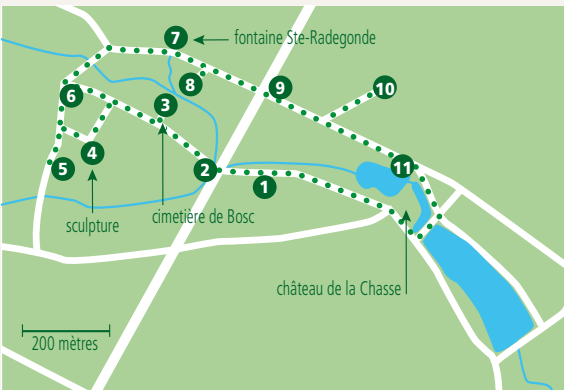 7
fontaine Ste-Radegonde
8
9
10
6
3
4
5
2
1
11
sculpture
cimetière de Bosc
château de la Chasse
200 mètres